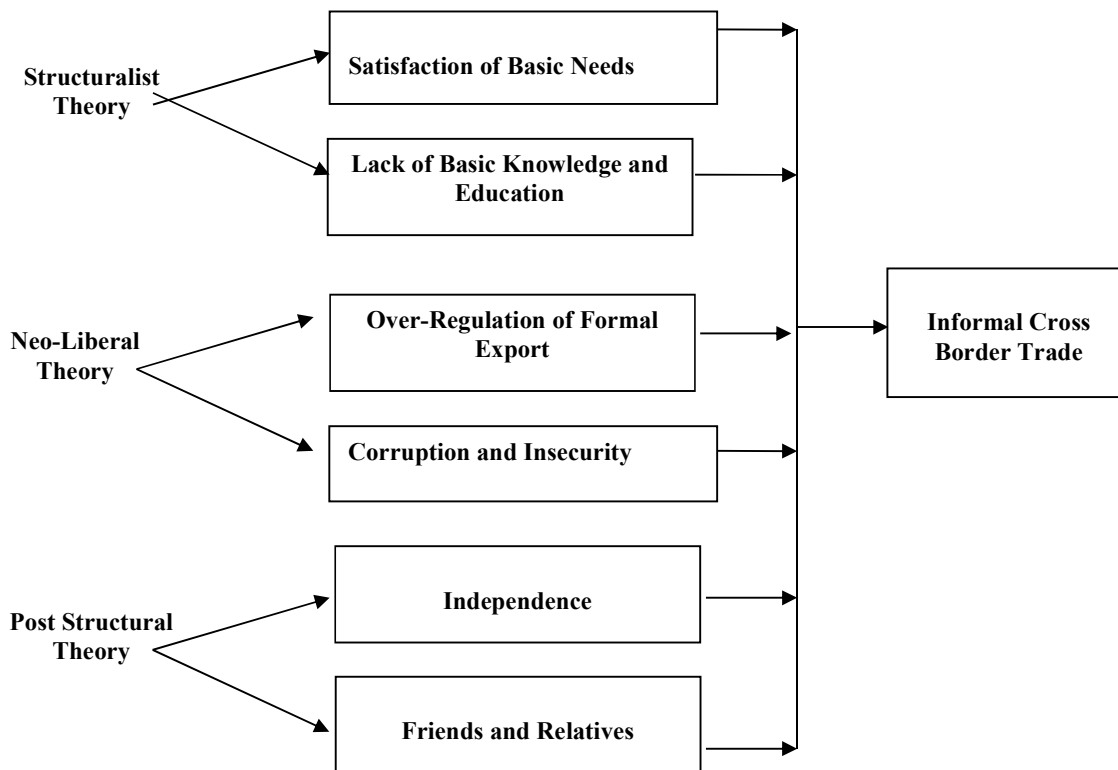 Structuralist
Theory
Satisfaction of Basic Needs
Lack of Basic Knowledge and
Education
Neo-Liberal
Theory
Over-Regulation of Formal
Export
Corruption and Insecurity
Informal Cross
Border Trade
Post Structural
Theory
Independence
Friends and Relatives